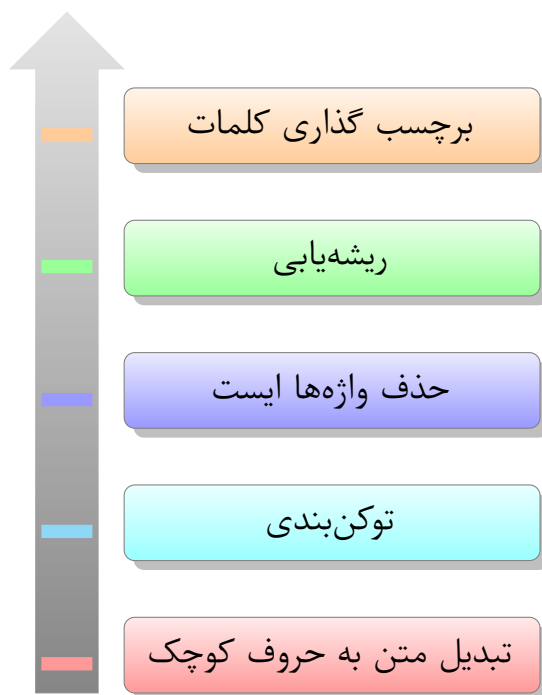 برچسب گذاری کلمات
ریشه‌یابی
حذف واژه‌ها ایست
توکن‌بندی
تبدیل متن به حروف کوچک